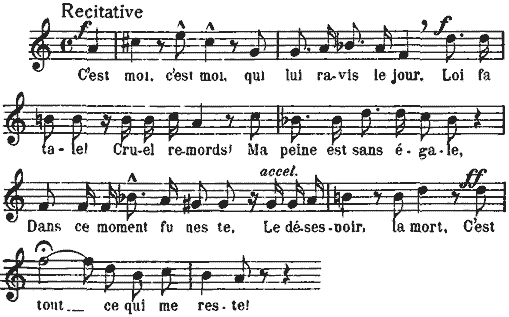 Recitative
f f
C'est moi, c'est moi, qui lui ra-vis le jour. Loi fa
ta-le! Cru-el re-mords! Ma peine est sans é-ga-le,
accel. ff
Dans ce moment fu nes te, Le dé-ses-poir, la mort, C'est
tout__ ce qui me res-te!